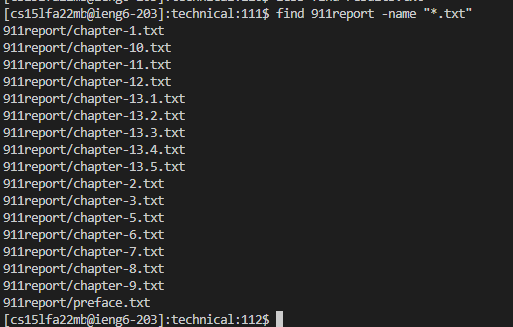 [cs15lfa22mb@ieng6-203]:technical:111$ find 911report -name "*.txt"
911report/chapter-1.txt
911report/chapter-10.txt
911report/chapter-11.txt
911report/chapter-12.txt
911report/chapter-13.1.txt
911report/chapter-13.2.txt
911report/chapter-13.3.txt
911report/chapter-13.4.txt
911report/chapter-13.5.txt
911report/chapter-2.txt
911report/chapter-3.txt
911report/chapter-5.txt
911report/chapter-6.txt
911report/chapter-7.txt
911report/chapter-8.txt
911report/chapter-9.txt
911report/preface.txt
[cs15lfa22mb@ieng6-203]:technical:112$